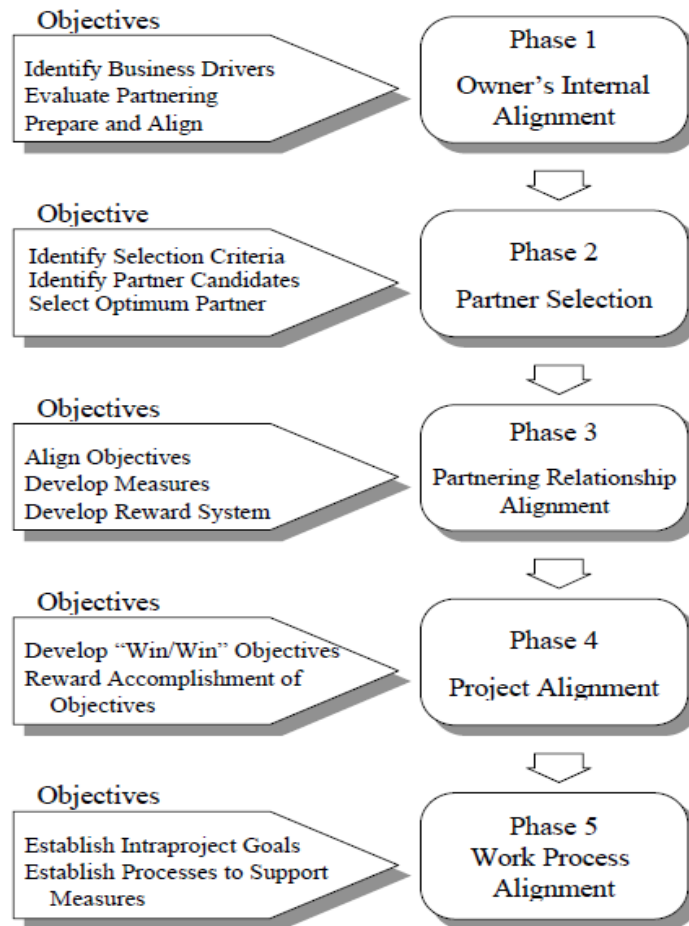 Objectives
Identify Business Drivers
Evaluate Partnering
Prepare and Align
Phase 1
Owner's Internal
Alignment
Objective
Identify Selection Criteria
Identify Partner Candidates
Select Optimum Partner
Phase 2
Partner Selection
Objectives
Align Objectives
Develop Measures
Develop Reward System
Phase 3
Partnering Relationship
Alignment
Objectives
Develop “Win/Win” Objectives
Reward Accomplishment of
Objectives
Phase 4
Project Alignment
Objectives
Establish Intraproject Goals
Establish Processes to Support
Measures
Phase 5
Work Process
Alignment